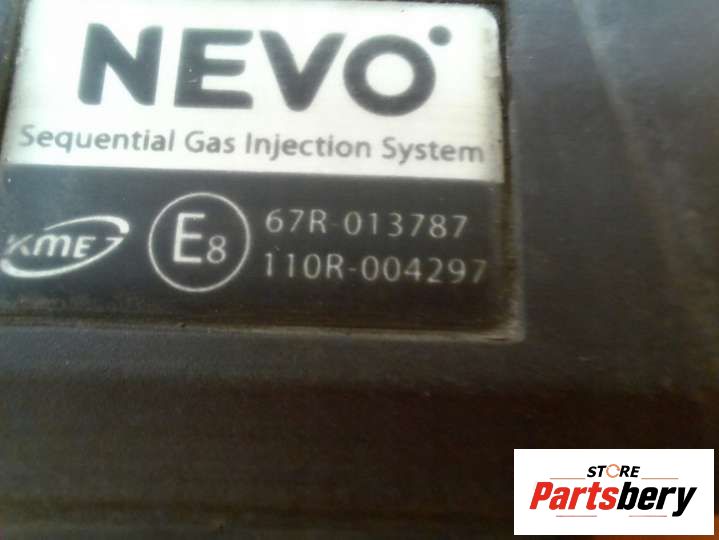 NEVO
Sequential Gas Injection System
KME
E8
67R-013787
110R-004297
STORE
Partsbery